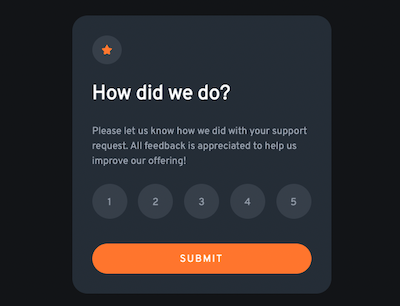 How did we do?
Please let us know how we did with your support
request. All feedback is appreciated to help us
improve our offering!
1 2 3 4 5
SUBMIT